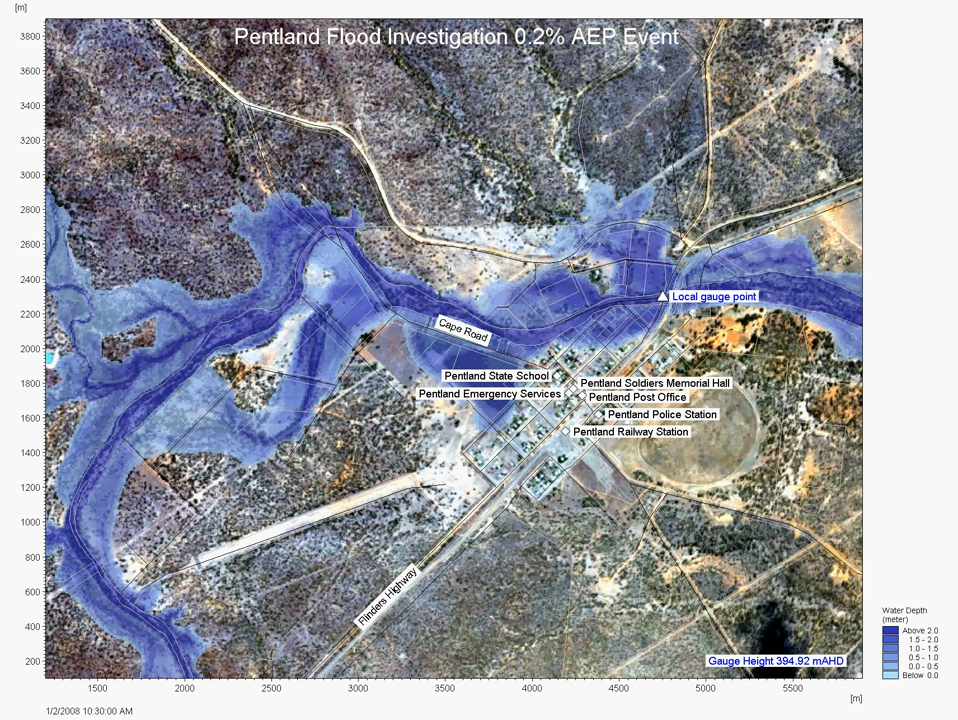 [m]
Pentland Flood Investigation 0.2% AEP Event
3800
3600
3400
3200
3000
2800
2600
2400
2200
2000
1800
1600
1400
1200
1000
800
600
400
200
Local gauge point
Cape Road
Pentland State School
Pentland Soldiers Memorial Hall
Pentland Emergency Services
Pentland Post Office
Pentland Police Station
Pentland Railway Station
Flinders Highway
Gauge Height 394.92 mAHD
Water Depth
(meter)
Above 2.0
1.5 - 2.0
1.0 - 1.5
0.5 - 1.0
0.0 - 0.5
Below 0.0
1500 2000 2500 3000 3500 4000 4500 5000 5500
[m]
1/2/2008 10:30:00 AM